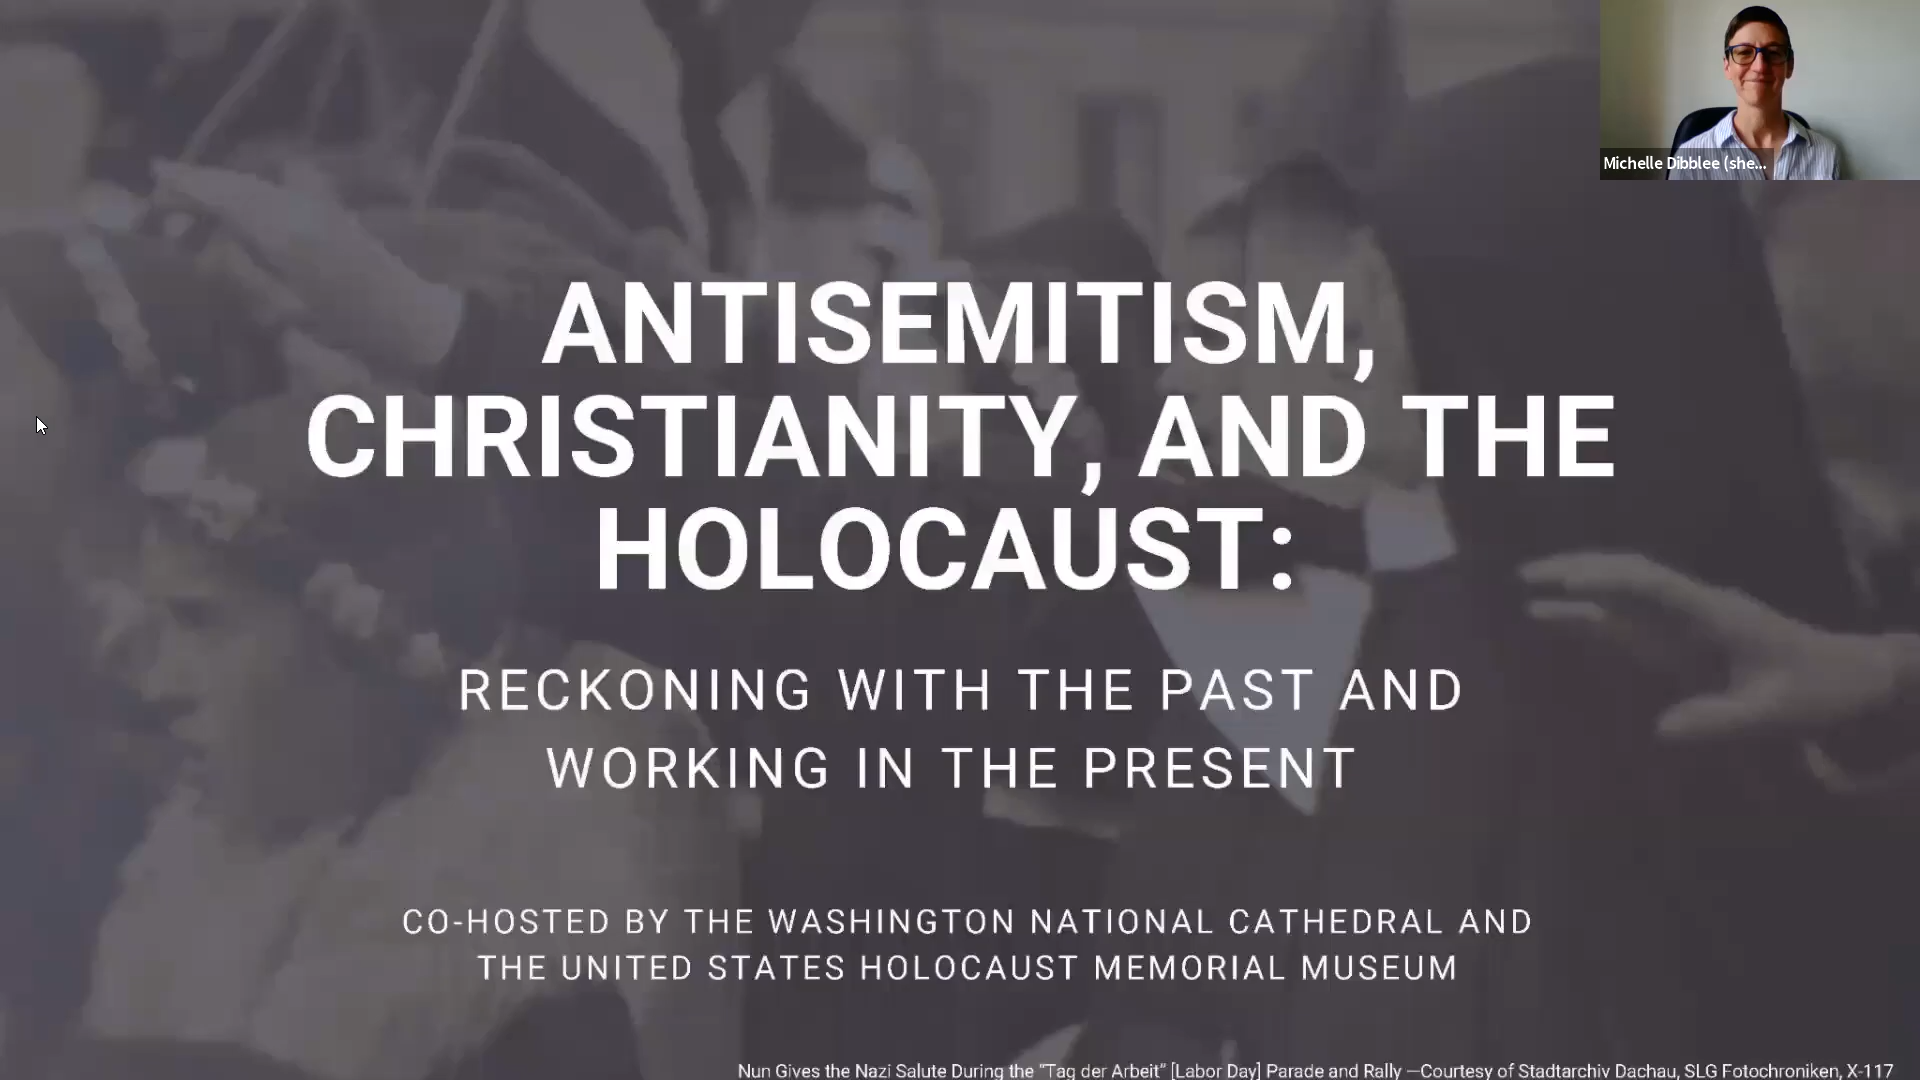 Michelle Dibblee (she...
ANTISEMITISM,
CHRISTIANITY, AND THE
HOLOCAUST:
RECKONING WITH THE PAST AND
WORKING IN THE PRESENT
CO-HOSTED BY THE WASHINGTON NATIONAL CATHEDRAL AND
THE UNITED STATES HOLOCAUST MEMORIAL MUSEUM
Nun Gives the Nazi Salute During the “Tag der Arbeit” [Labor Day] Parade and Rally —Courtesy of Stadtarchiv Dachau, SLG Fotochroniken, X-117